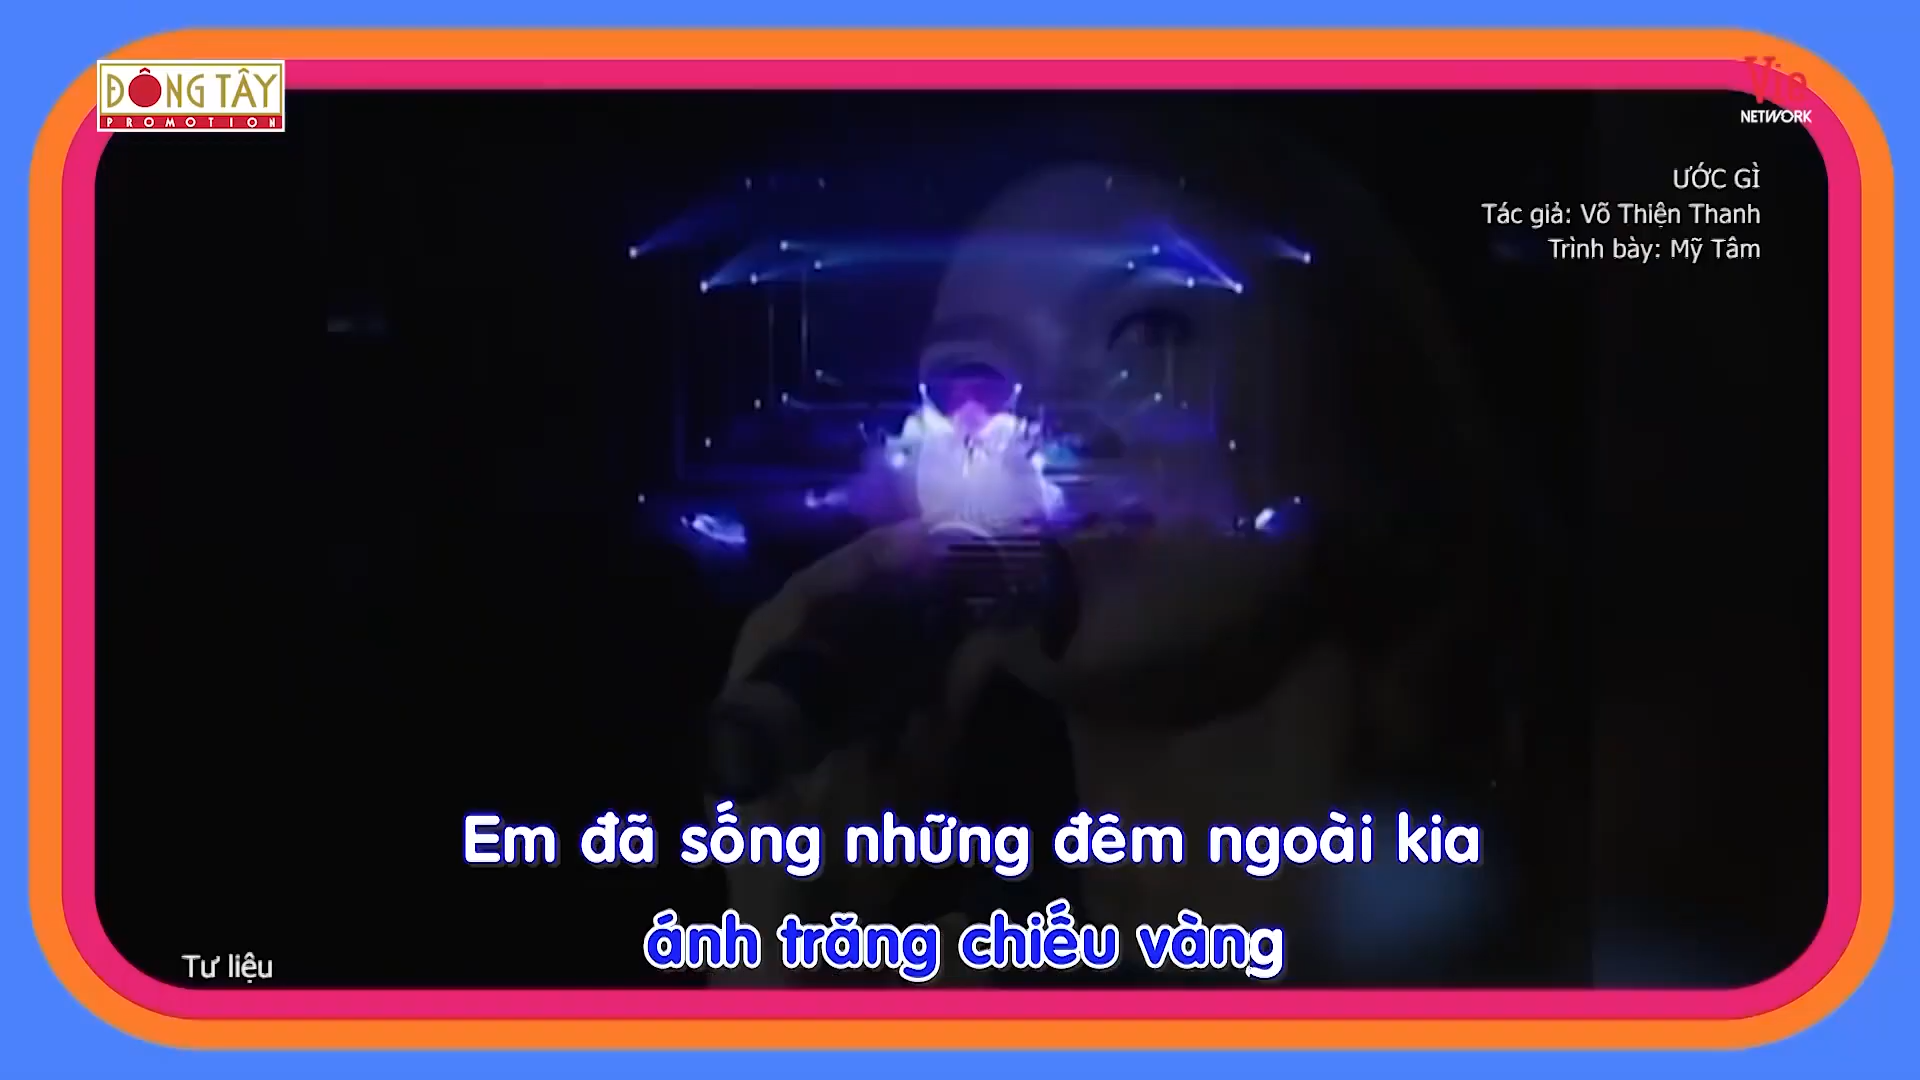 ĐÔNG TÂY
PROMOTION
Vie
NETWORK
ƯỚC GÌ
Tác giả: Võ Thiện Thanh
Trình bày: Mỹ Tâm
Em đã sống những đêm ngoài kia
ánh trăng chiếu vàng
Tư liệu